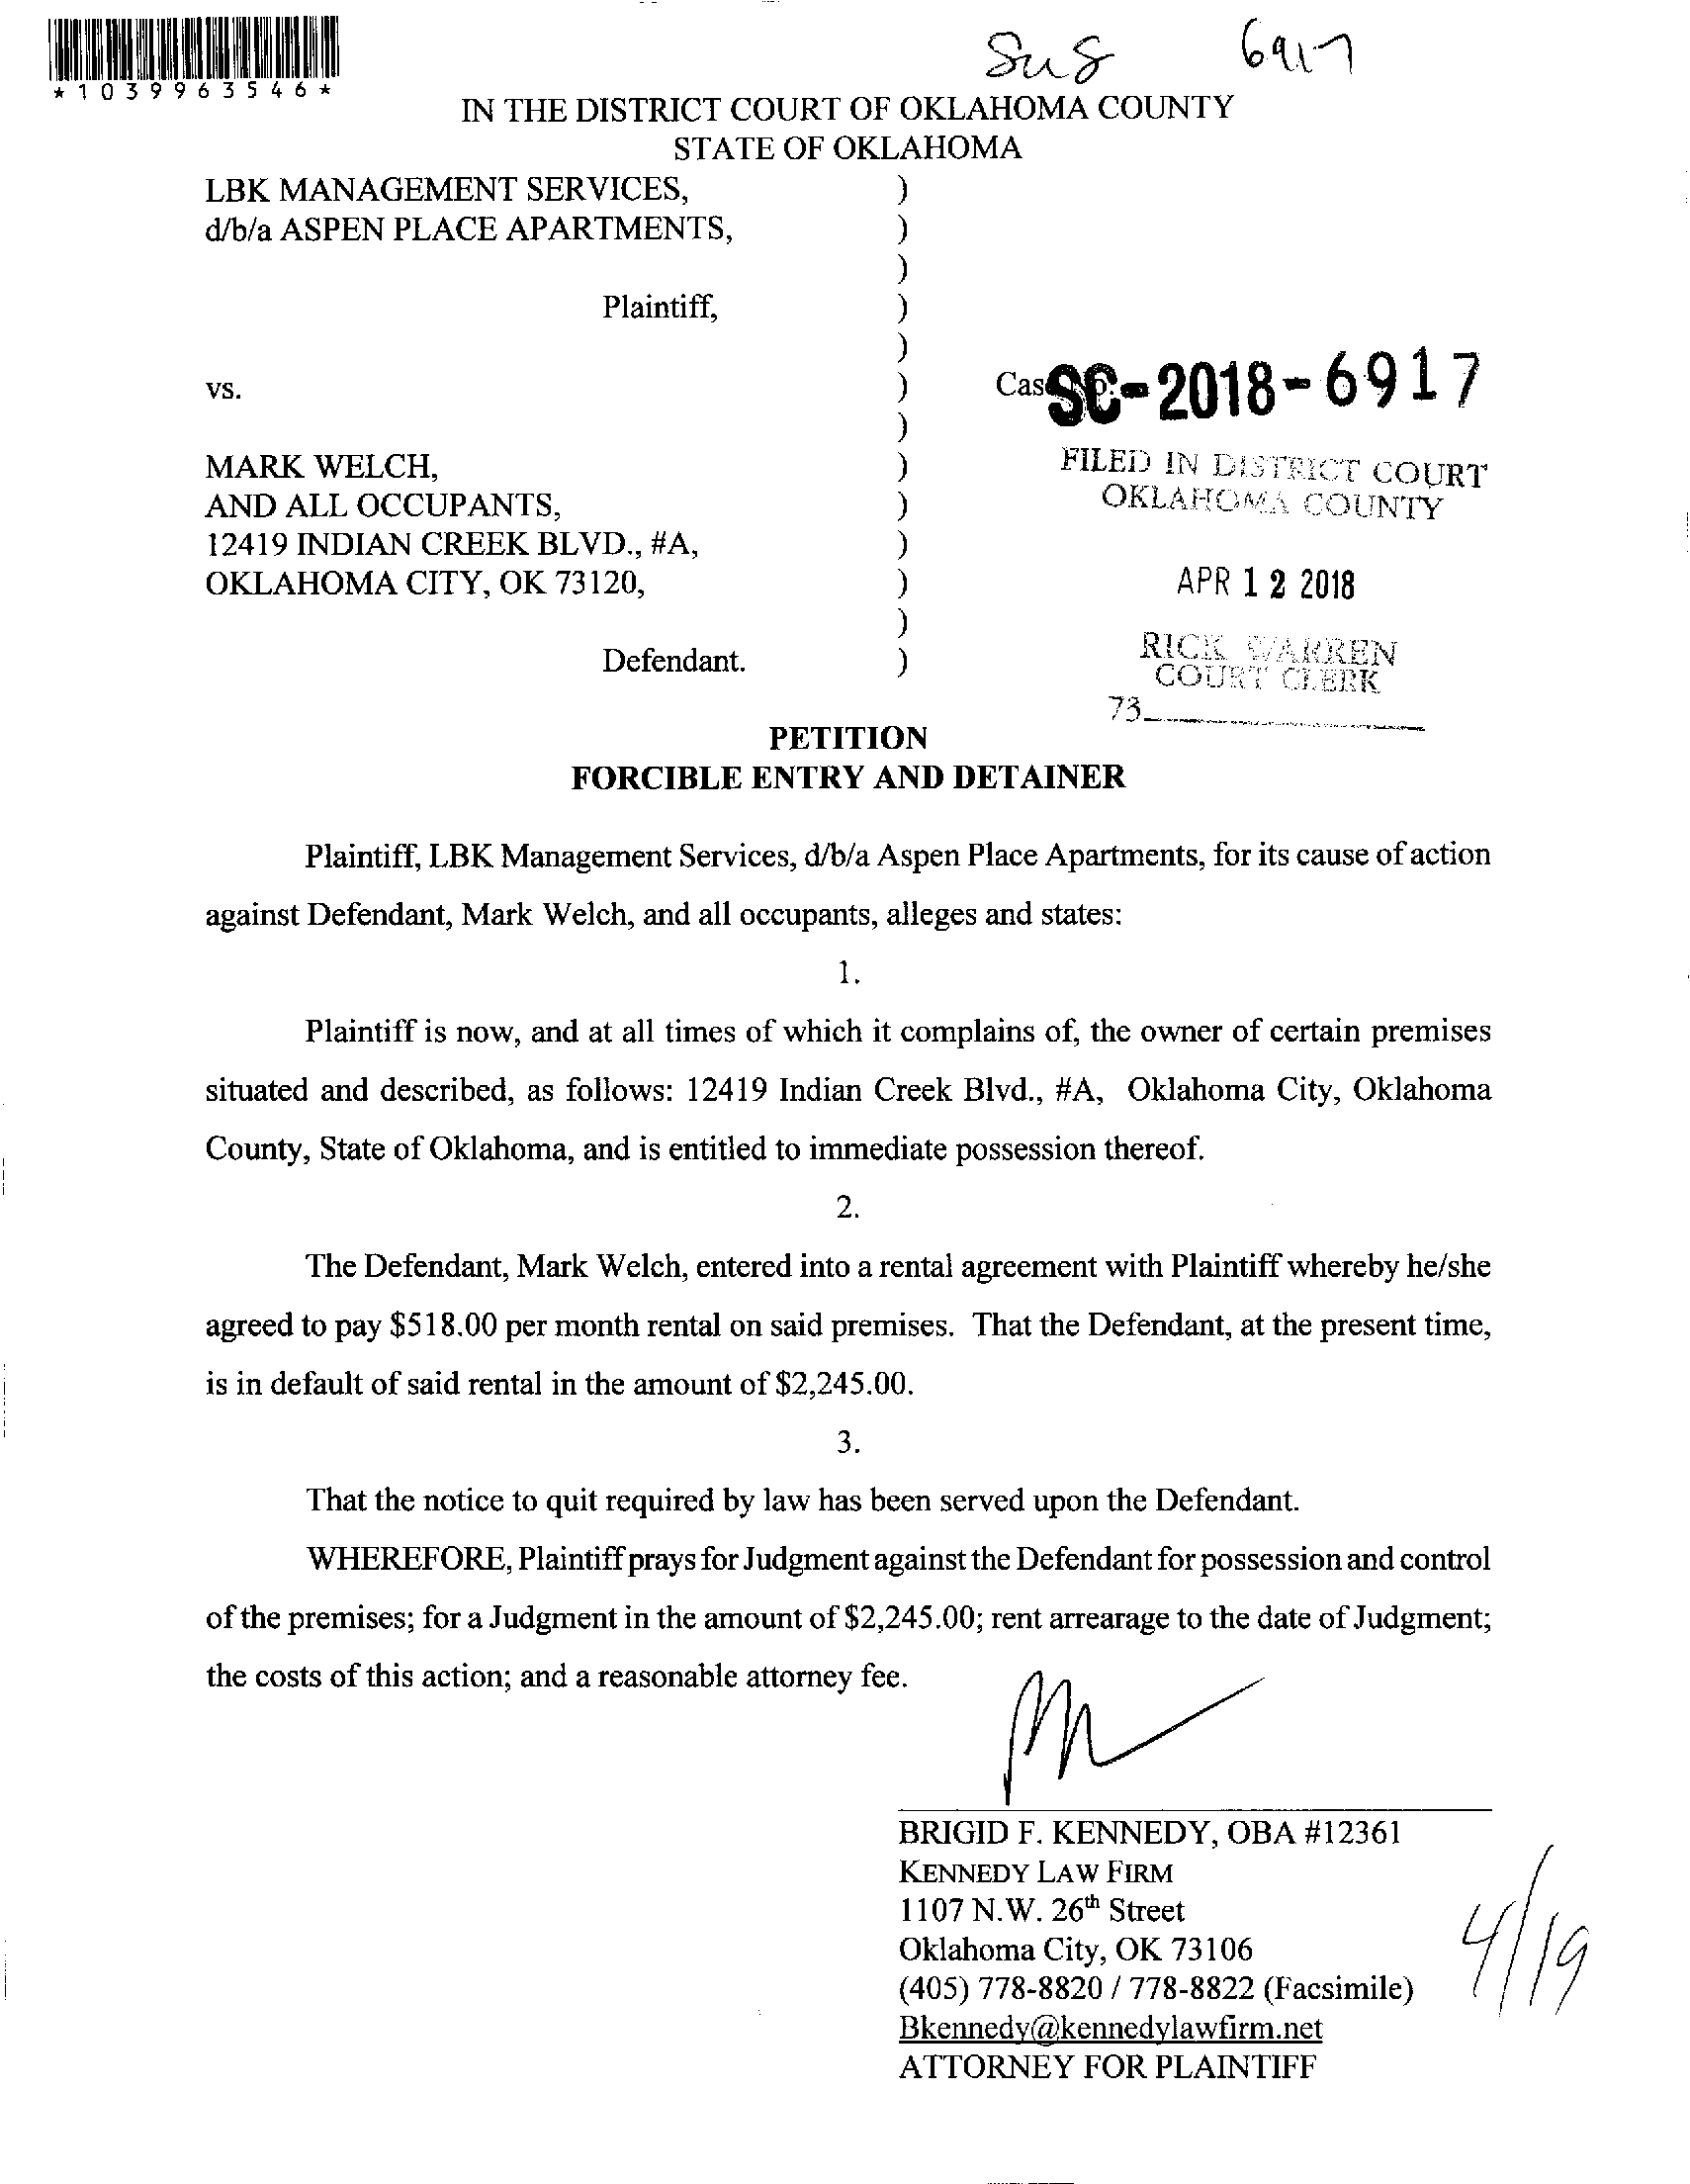 *1039963546*
6917
IN THE DISTRICT COURT OF OKLAHOMA COUNTY
STATE OF OKLAHOMA
LBK MANAGEMENT SERVICES, )
d/b/a ASPEN PLACE APARTMENTS, )
)
Plaintiff, )
)
vs. ) Cas SC-2018-6917
)
MARK WELCH, ) FILED IN DISTRICT COURT
AND ALL OCCUPANTS, ) OKLAHOMA COUNTY
12419 INDIAN CREEK BLVD., #A, )
OKLAHOMA CITY, OK 73120, ) APR 12 2018
)
Defendant. ) RICK WARREN
COURT CLERK
73
PETITION
FORCIBLE ENTRY AND DETAINER
Plaintiff, LBK Management Services, d/b/a Aspen Place Apartments, for its cause of action
against Defendant, Mark Welch, and all occupants, alleges and states:
1.
Plaintiff is now, and at all times of which it complains of, the owner of certain premises
situated and described, as follows: 12419 Indian Creek Blvd., #A, Oklahoma City, Oklahoma
County, State of Oklahoma, and is entitled to immediate possession thereof.
2.
The Defendant, Mark Welch, entered into a rental agreement with Plaintiff whereby he/she
agreed to pay $518.00 per month rental on said premises. That the Defendant, at the present time,
is in default of said rental in the amount of $2,245.00.
3.
That the notice to quit required by law has been served upon the Defendant.
WHEREFORE, Plaintiff prays for Judgment against the Defendant for possession and control
of the premises; for a Judgment in the amount of $2,245.00; rent arrearage to the date of Judgment;
the costs of this action; and a reasonable attorney fee.
BRIGID F. KENNEDY, OBA #12361
KENNEDY LAW FIRM
1107 N.W. 26th Street
Oklahoma City, OK 73106
(405) 778-8820 / 778-8822 (Facsimile)
Bkennedy@kennedylawfirm.net
ATTORNEY FOR PLAINTIFF
4/19